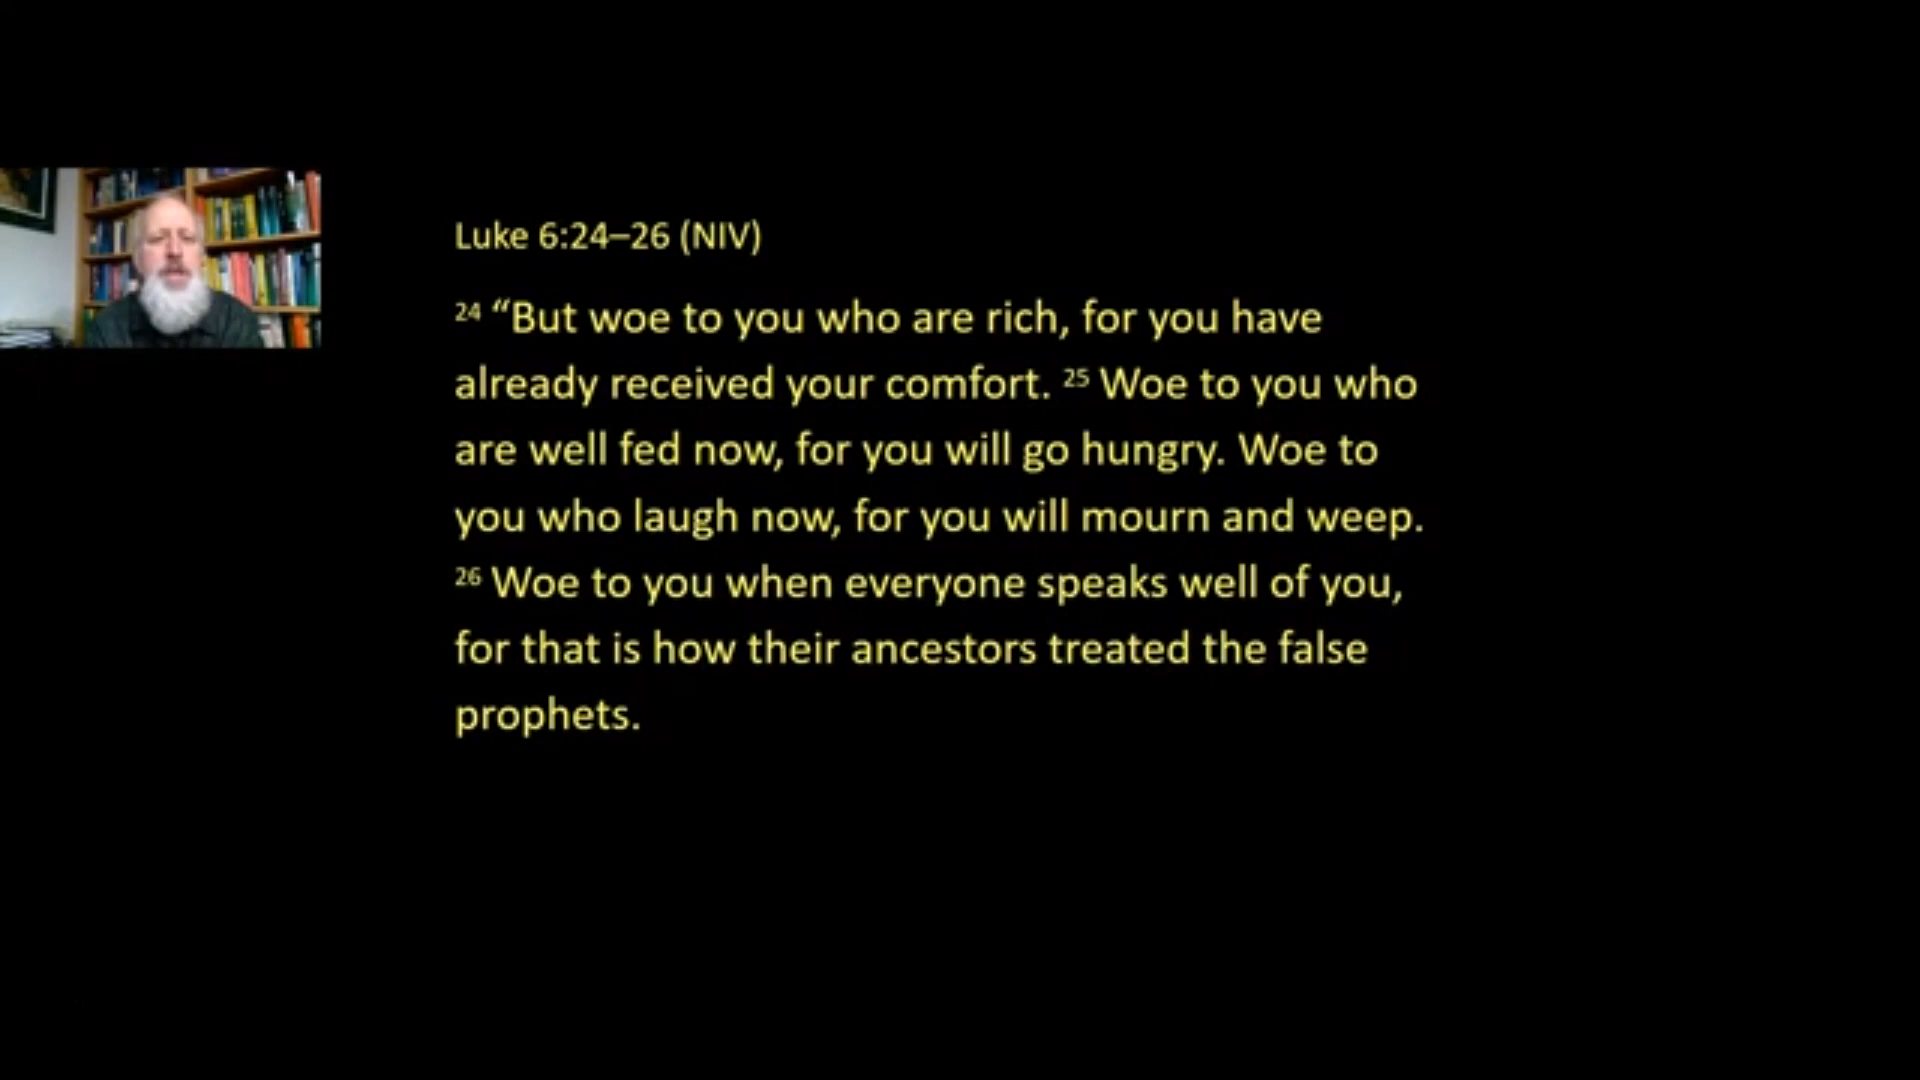 Luke 6:24–26 (NIV)
24 “But woe to you who are rich, for you have
already received your comfort. 25 Woe to you who
are well fed now, for you will go hungry. Woe to
you who laugh now, for you will mourn and weep.
26 Woe to you when everyone speaks well of you,
for that is how their ancestors treated the false
prophets.